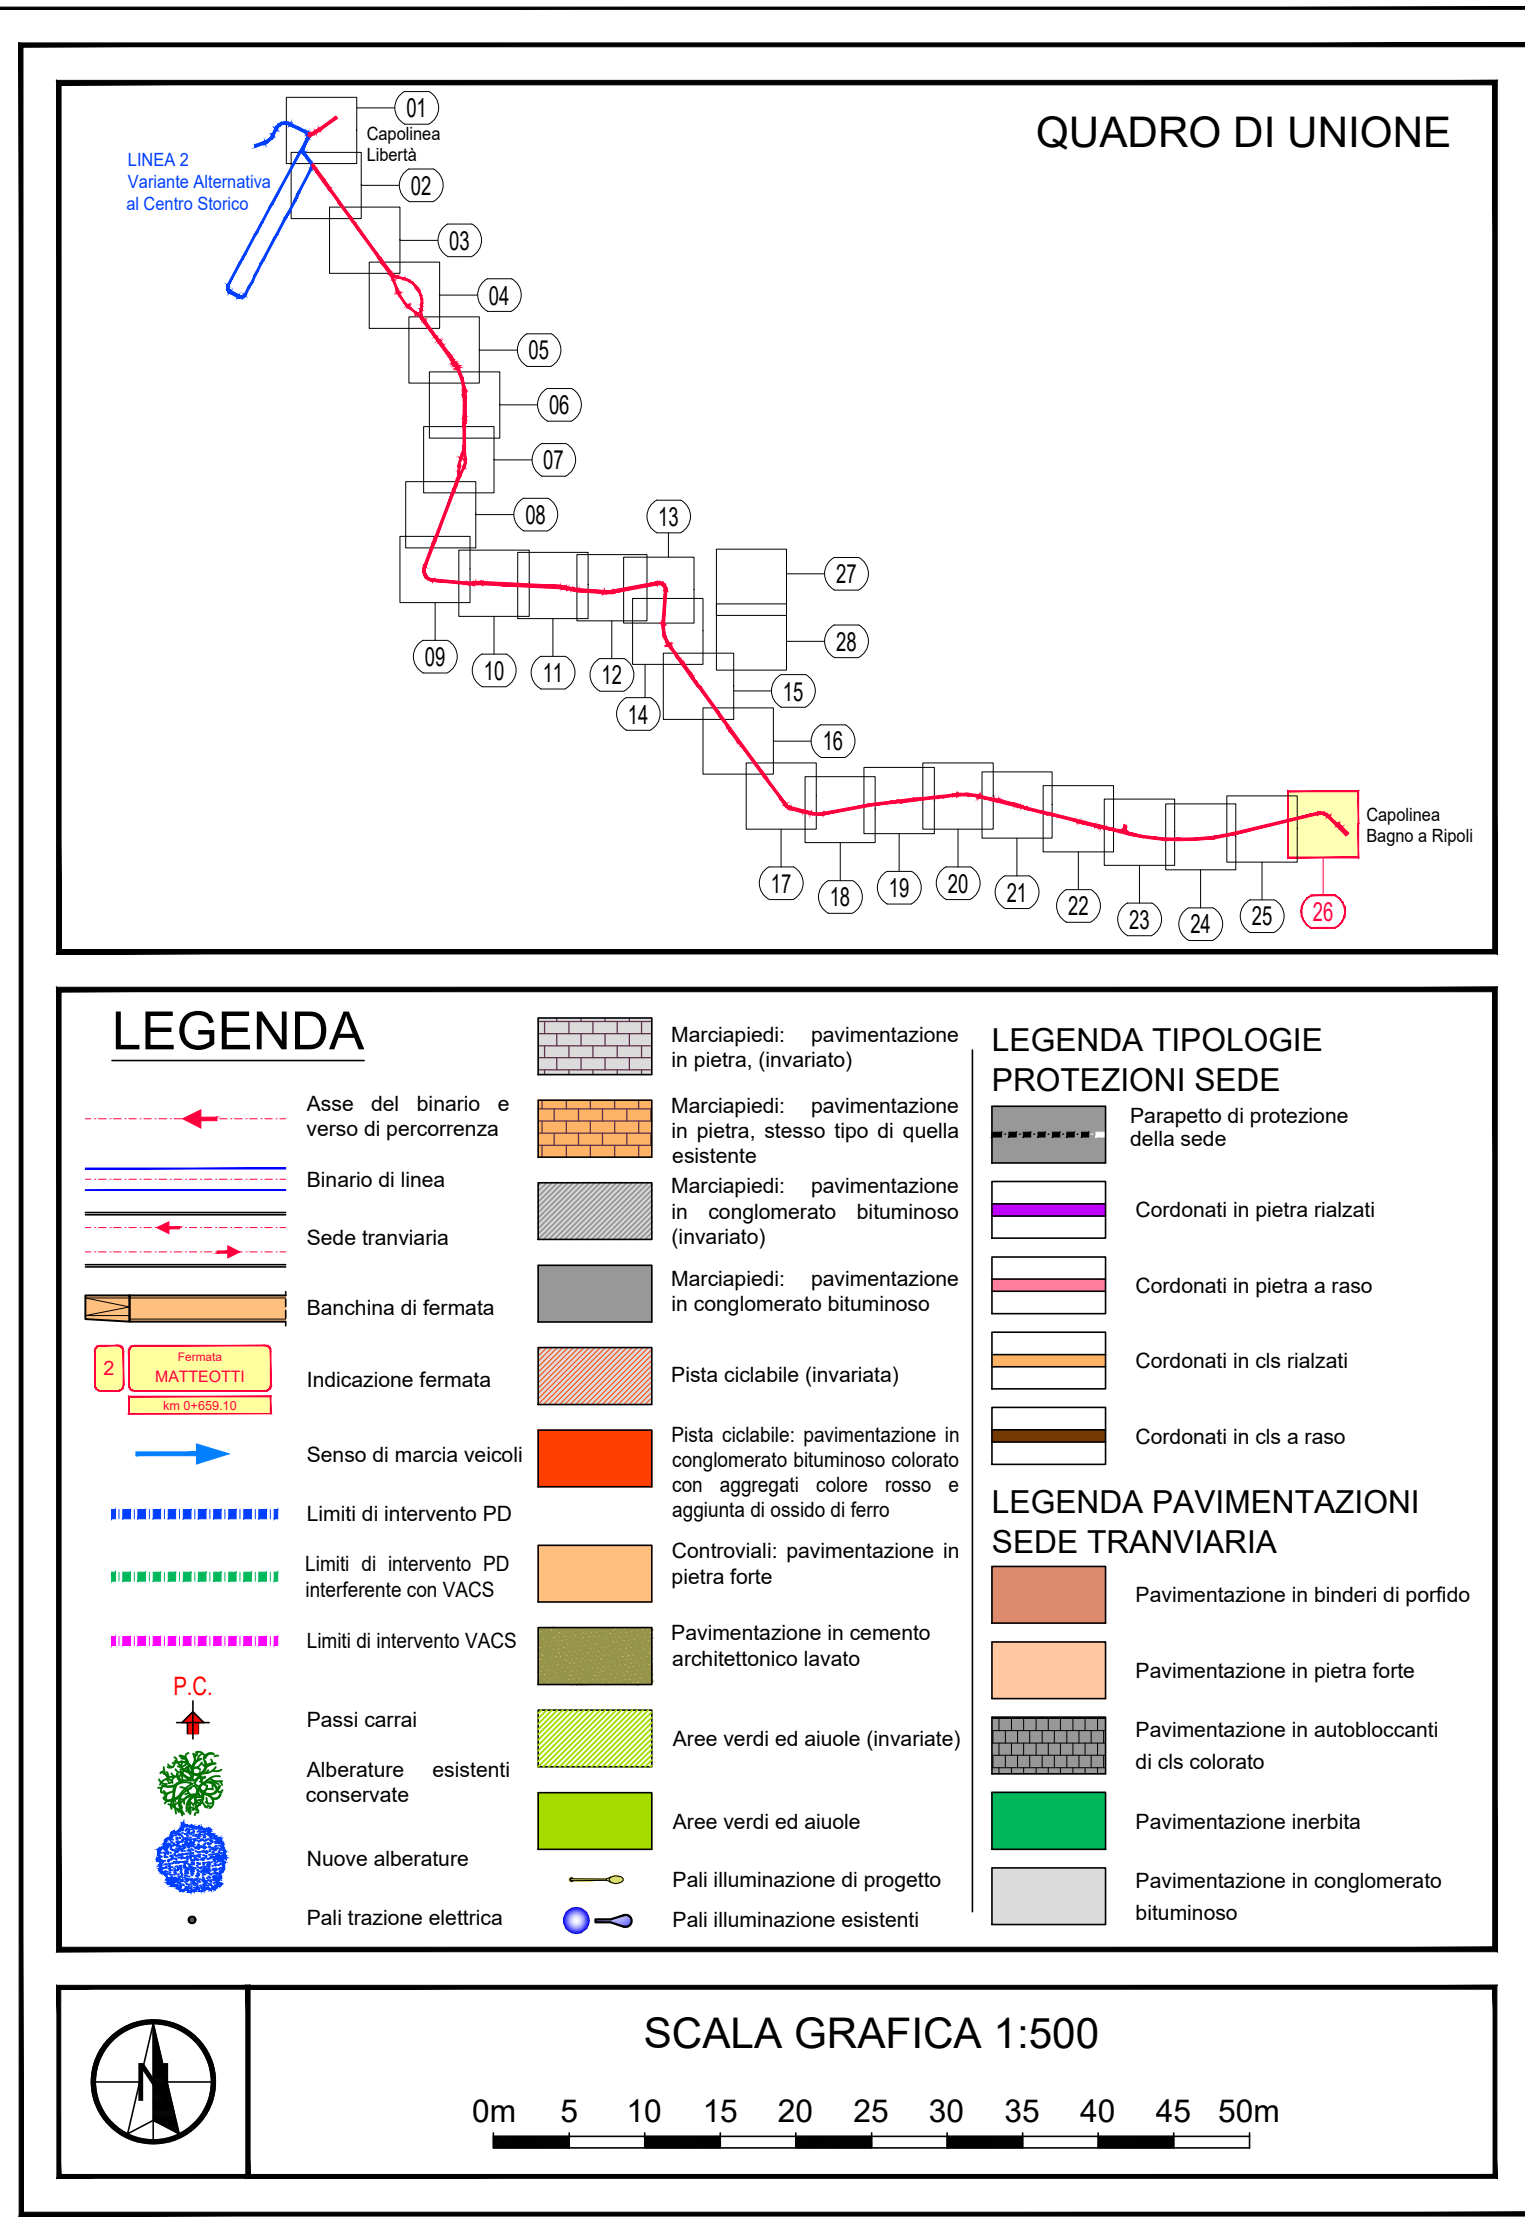 QUADRO DI UNIONE
01
Capolinea
Libertà
LINEA 2
Variante Alternativa
al Centro Storico
02
03
04
05
06
07
08
13
27
09
10
11
12
28
14
15
16
Capolinea
Bagno a Ripoli
17
18
19
20
21
22
23
24
25
26
LEGENDA
Asse del binario e
verso di percorrenza
Binario di linea
Sede tranviaria
Banchina di fermata
2
Fermata
MATTEOTTI
km 0+659.10
Indicazione fermata
Senso di marcia veicoli
Limiti di intervento PD
Limiti di intervento PD
interferente con VACS
Limiti di intervento VACS
P.C.
Passi carrai
Alberature esistenti
conservate
Nuove alberature
Pali trazione elettrica
Marciapiedi: pavimentazione
in pietra, (invariato)
Marciapiedi: pavimentazione
in pietra, stesso tipo di quella
esistente
Marciapiedi: pavimentazione
in conglomerato bituminoso
(invariato)
Marciapiedi: pavimentazione
in conglomerato bituminoso
Pista ciclabile (invariata)
Pista ciclabile: pavimentazione in
conglomerato bituminoso colorato
con aggregati colore rosso e
aggiunta di ossido di ferro
Controviali: pavimentazione in
pietra forte
Pavimentazione in cemento
architettonico lavato
Aree verdi ed aiuole (invariate)
Aree verdi ed aiuole
Pali illuminazione di progetto
Pali illuminazione esistenti
LEGENDA TIPOLOGIE
PROTEZIONI SEDE
Parapetto di protezione
della sede
Cordonati in pietra rialzati
Cordonati in pietra a raso
Cordonati in cls rialzati
Cordonati in cls a raso
LEGENDA PAVIMENTAZIONI
SEDE TRANVIARIA
Pavimentazione in binderi di porfido
Pavimentazione in pietra forte
Pavimentazione in autobloccanti
di cls colorato
Pavimentazione inerbita
Pavimentazione in conglomerato
bituminoso
N
SCALA GRAFICA 1:500
0m 5 10 15 20 25 30 35 40 45 50m